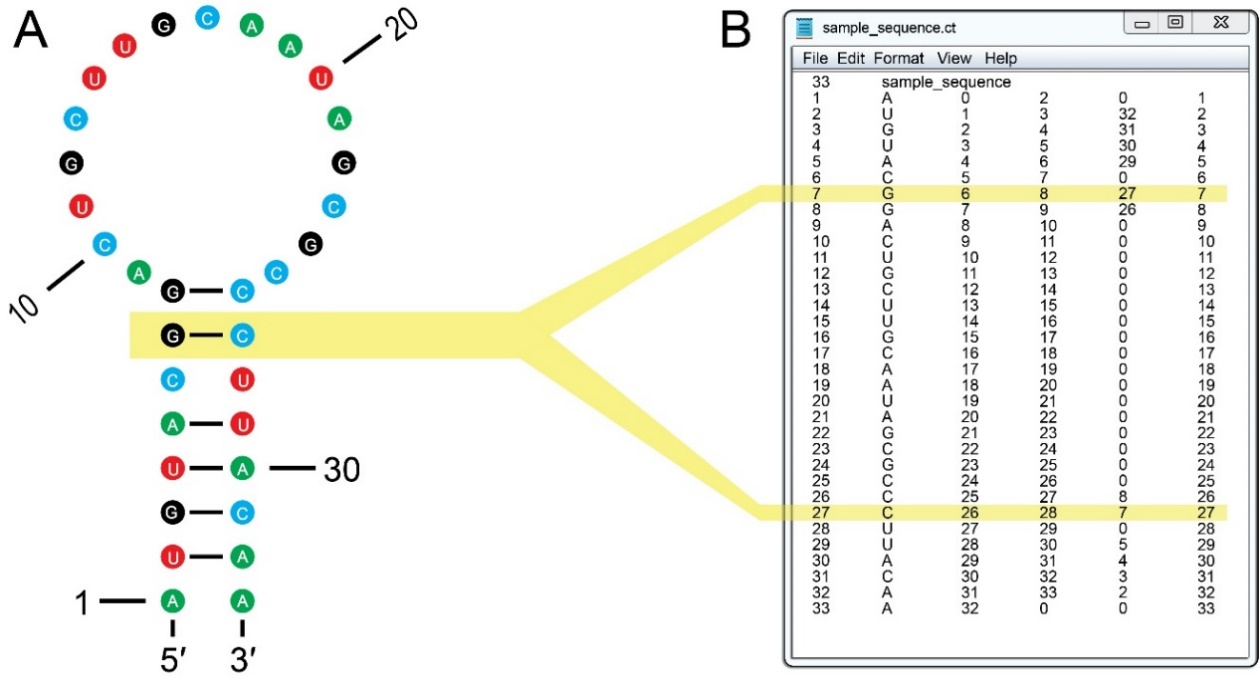 A
G C A
U A
20
U U
C A
G G
U C
C G
10
A C
G C
G C
C U
A U
U A 30
G C
U A
1 A A
5′ 3′
B
sample_sequence.ct
File Edit Format View Help
33 sample_sequence
1 A 0 2 0 1
2 U 1 3 32 2
3 G 2 4 31 3
4 U 3 5 30 4
5 A 4 6 29 5
6 C 5 7 0 6
7 G 6 8 27 7
8 G 7 9 26 8
9 A 8 10 0 9
10 C 9 11 0 10
11 U 10 12 0 11
12 G 11 13 0 12
13 C 12 14 0 13
14 U 13 15 0 14
15 U 14 16 0 15
16 G 15 17 0 16
17 C 16 18 0 17
18 A 17 19 0 18
19 A 18 20 0 19
20 U 19 21 0 20
21 A 20 22 0 21
22 G 21 23 0 22
23 C 22 24 0 23
24 G 23 25 0 24
25 C 24 26 0 25
26 C 25 27 8 26
27 C 26 28 7 27
28 U 27 29 0 28
29 U 28 30 5 29
30 A 29 31 4 30
31 C 30 32 3 31
32 A 31 33 2 32
33 A 32 0 0 33